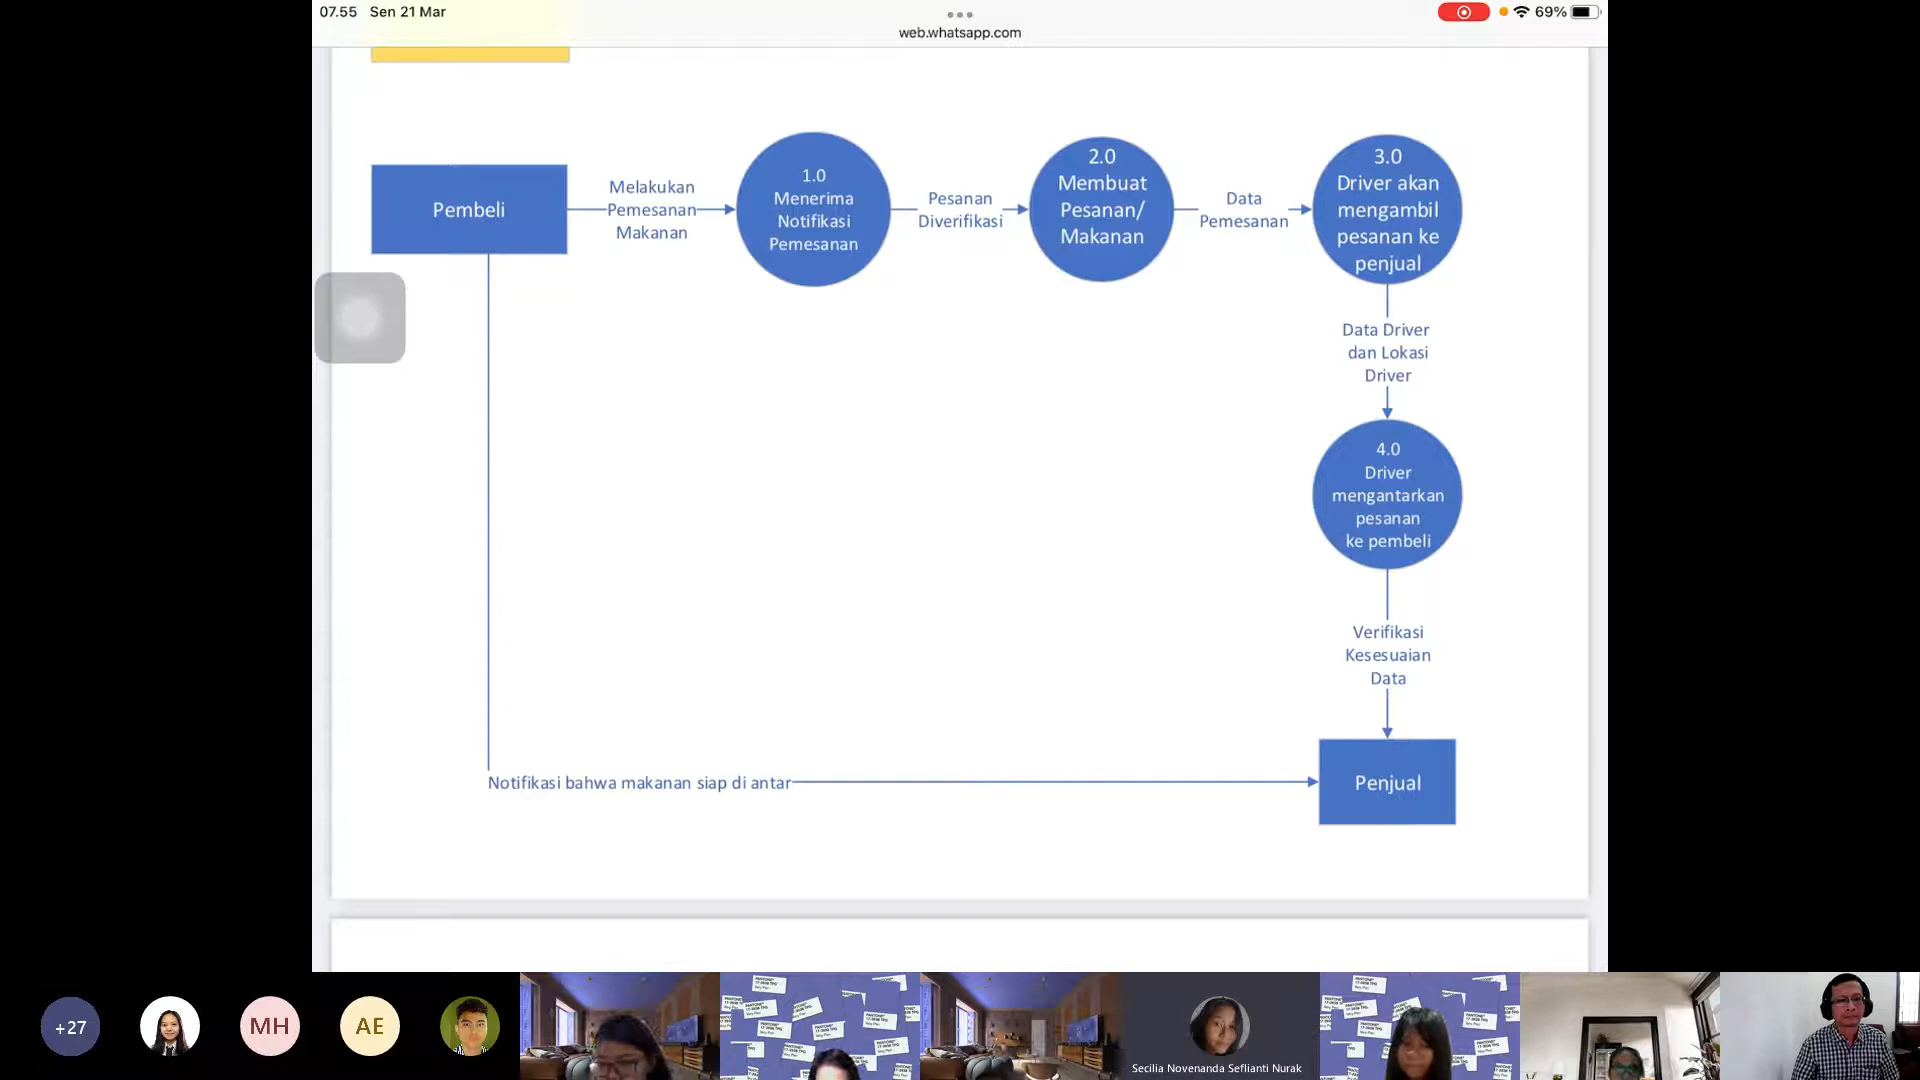 07.55 Sen 21 Mar
web.whatsapp.com
69%
Pembeli
Melakukan
Pemesanan
Makanan
1.0
Menerima
Notifikasi
Pemesanan
Pesanan
Diverifikasi
2.0
Membuat
Pesanan/
Makanan
Data
Pemesanan
3.0
Driver akan
mengambil
pesanan ke
penjual
Data Driver
dan Lokasi
Driver
4.0
Driver
mengantarkan
pesanan
ke pembeli
Verifikasi
Kesesuaian
Data
Notifikasi bahwa makanan siap di antar
Penjual
+27
MH
AE
Secilia Novenanda Seflianti Nurak